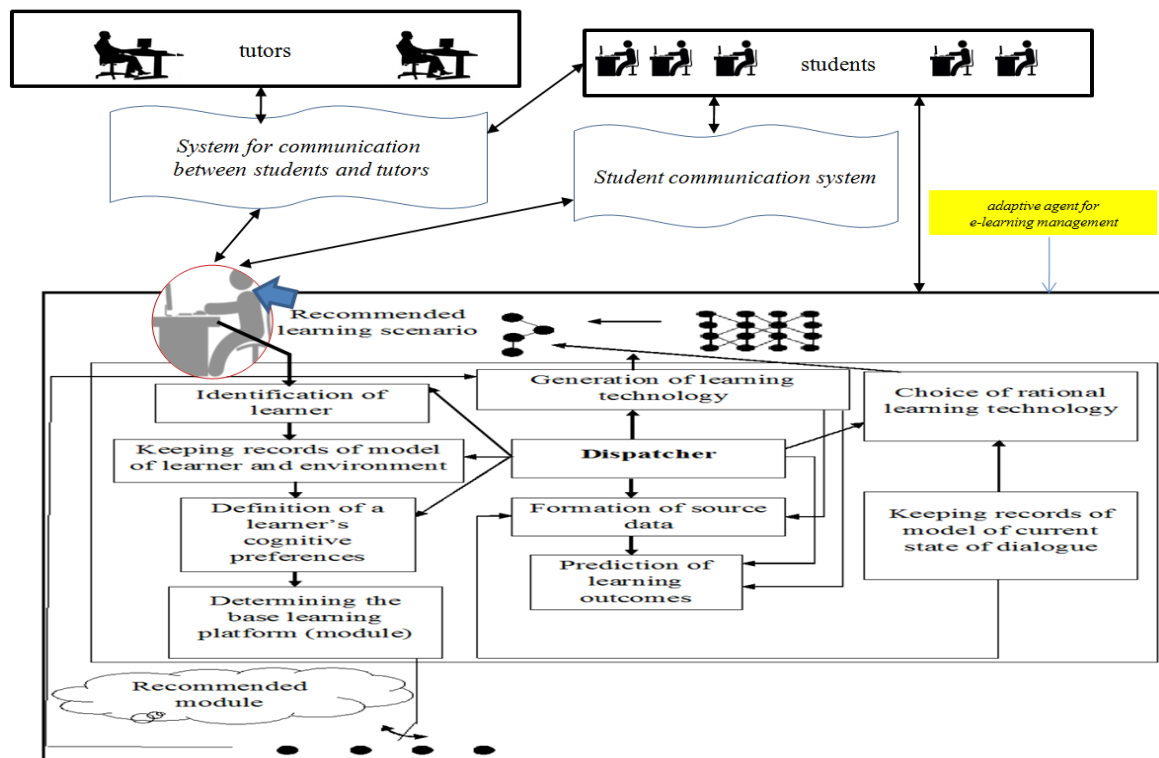 tutors
students
System for communication
between students and tutors
Student communication system
adaptive agent for
e-learning management
Recommended
learning scenario
Identification of
learner
Keeping records of model
of learner and environment
Definition of a
learner’s
cognitive
preferences
Determining the
base learning
platform (module)
Generation of learning
technology
Dispatcher
Formation of source
data
Prediction of
learning
outcomes
Choice of rational
learning technology
Keeping records of
model of current
state of dialogue
Recommended
module